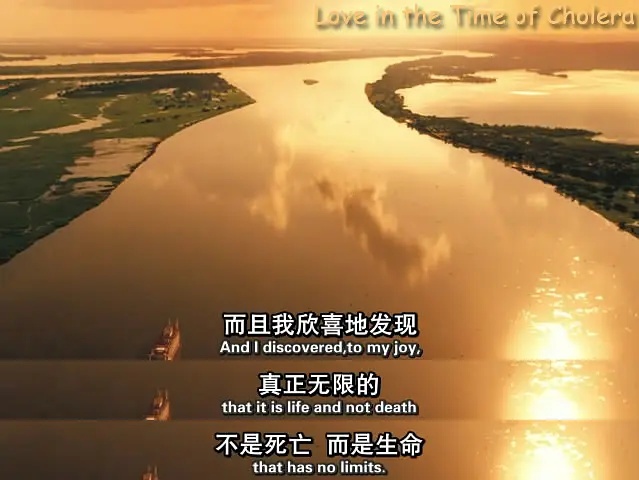 Love in the Time of Cholera
而且我欣喜地发现
And I discovered,to my joy,
真正无限的
that it is life and not death
不是死亡 而是生命
that has no limits.